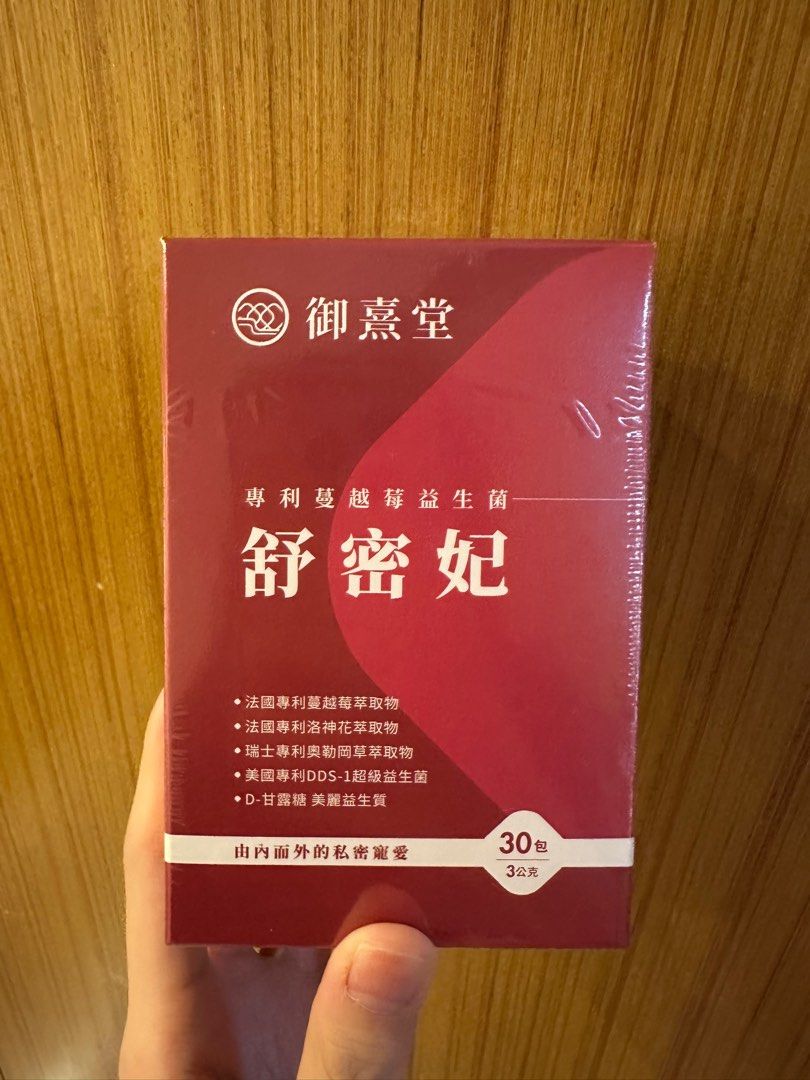 御熹堂
專利蔓越莓益生菌
舒密妃
•法國專利蔓越莓萃取物
•法國專利洛神花萃取物
•瑞士專利奧勒岡草萃取物
•美國專利DDS-1超級益生菌
•D-甘露糖 美麗益生質
由內而外的私密寵愛
30包
3公克